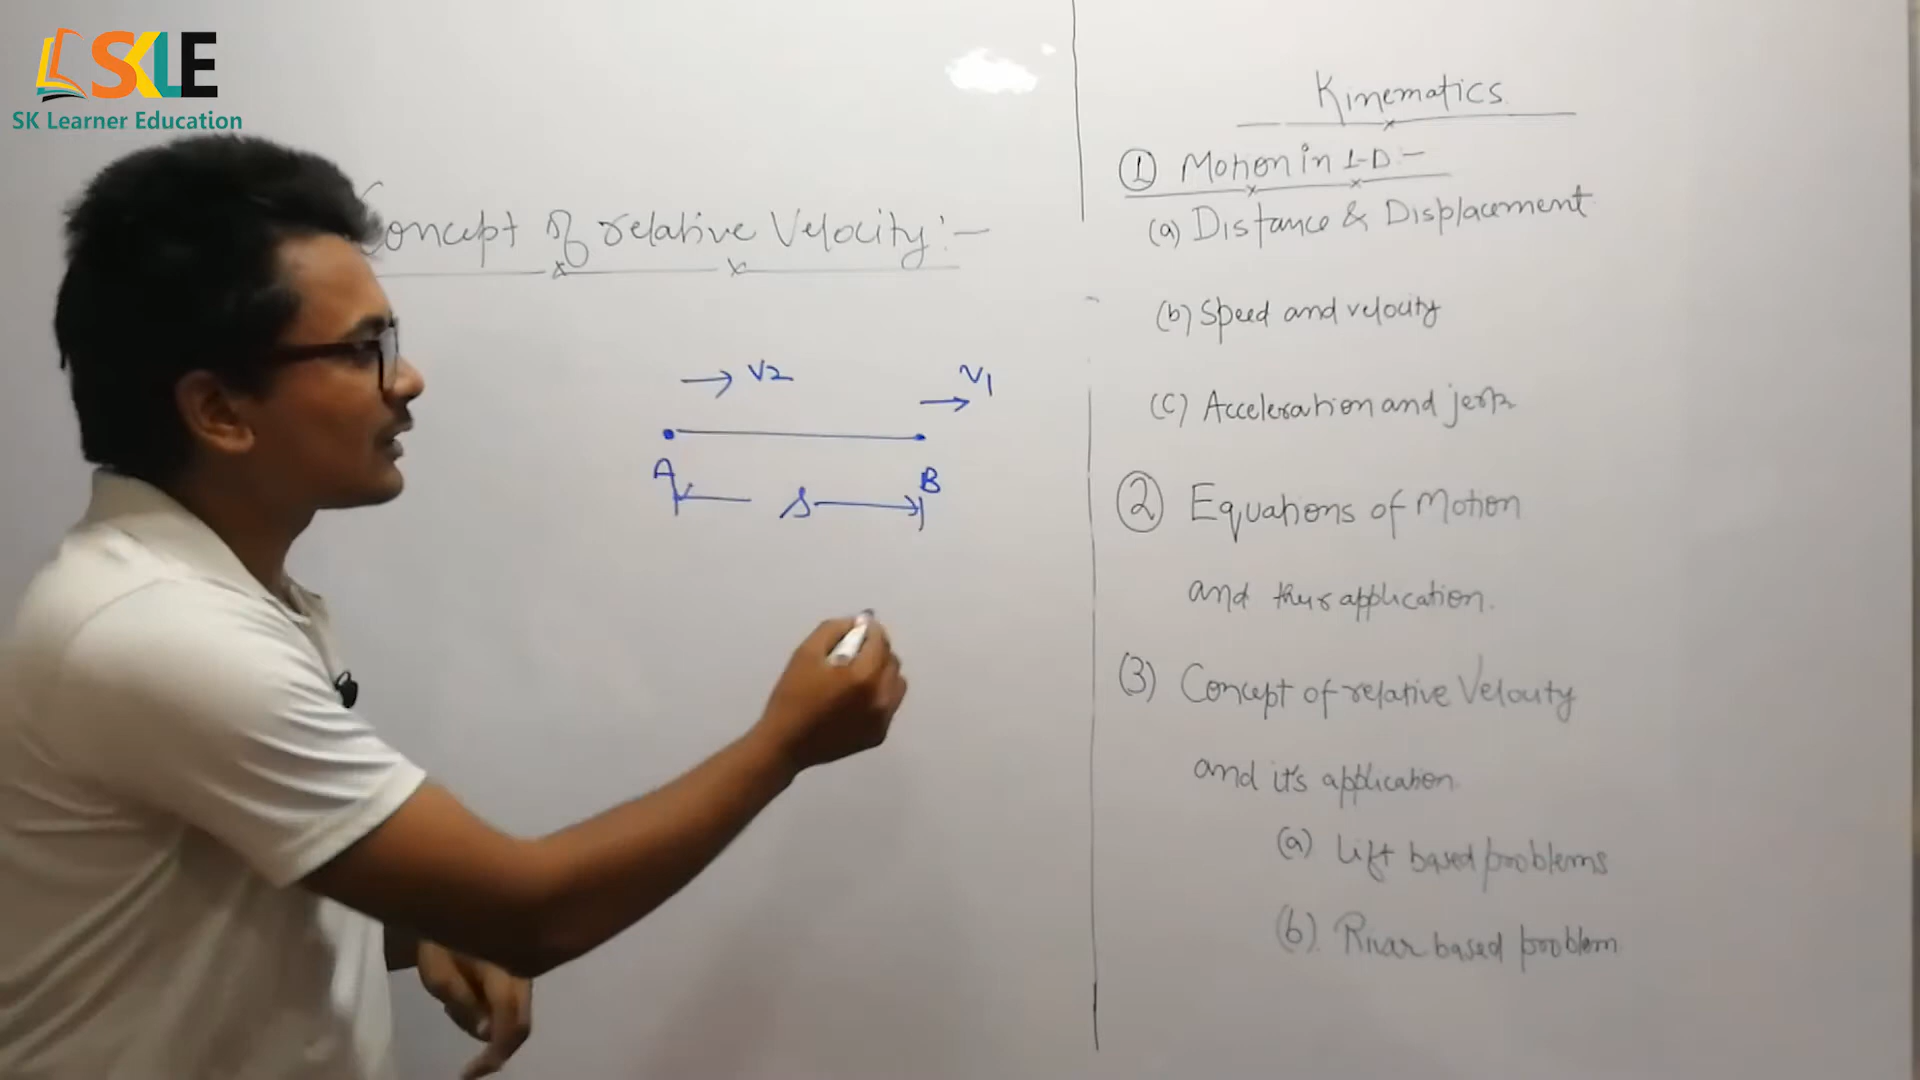 SKLE
SK Learner Education
Concept of relative Velocity:-
V2
V1
A
B
s
Kinematics
① Motion in 1-D:-
(a) Distance & Displacement
(b) Speed and velocity
(c) Acceleration and jerk
② Equations of Motion
and their application.
(3) Concept of relative Velocity
and it's application.
(a) Lift based problems
(b). River based problem